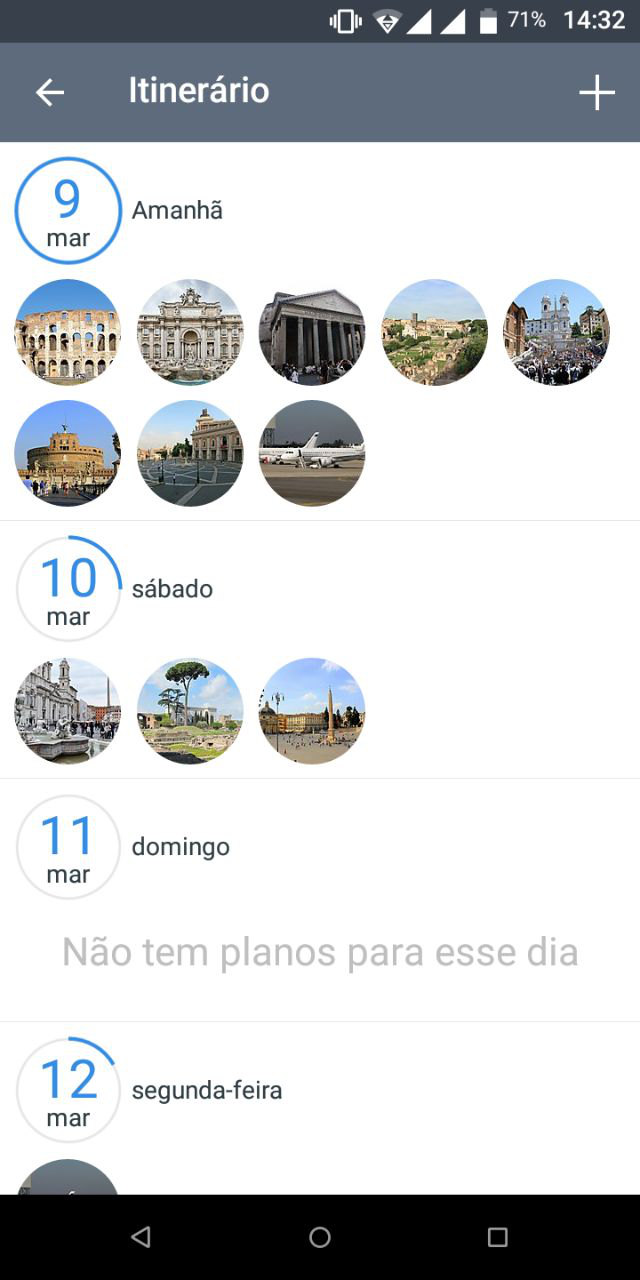 71% 14:32
Itinerário
9
mar
Amanhã
10
mar
sábado
11
mar
domingo
Não tem planos para esse dia
12
mar
segunda-feira